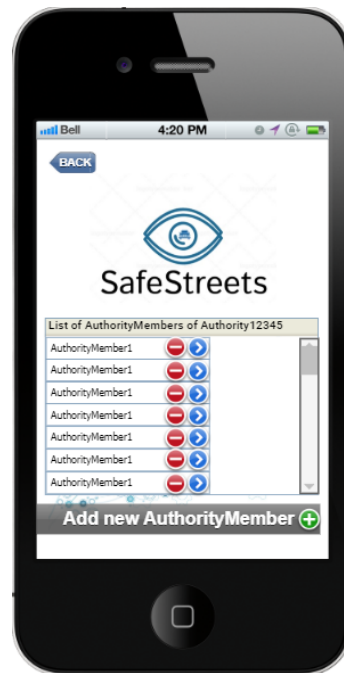 Bell 4:20 PM
BACK
SafeStreets
List of AuthorityMembers of Authority12345
AuthorityMember1
AuthorityMember1
AuthorityMember1
AuthorityMember1
AuthorityMember1
AuthorityMember1
AuthorityMember1
Add new AuthorityMember